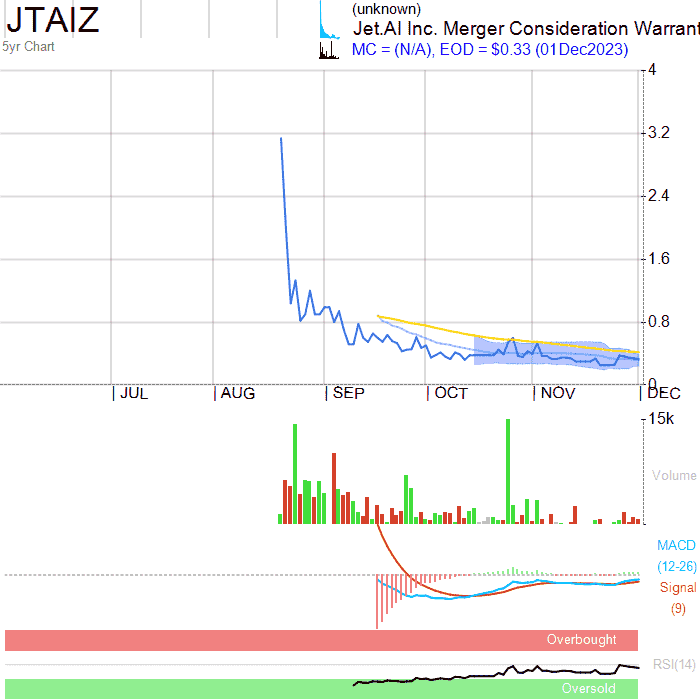 JTAIZ
5yr Chart
(unknown)
Jet.AI Inc. Merger Consideration Warrant
MC = (N/A), EOD = $0.33 (01Dec2023)
4
3.2
2.4
1.6
0.8
0
JUL AUG SEP OCT NOV DEC
15k
Volume
MACD
(12-26)
Signal
(9)
Overbought
RSI(14)
Oversold